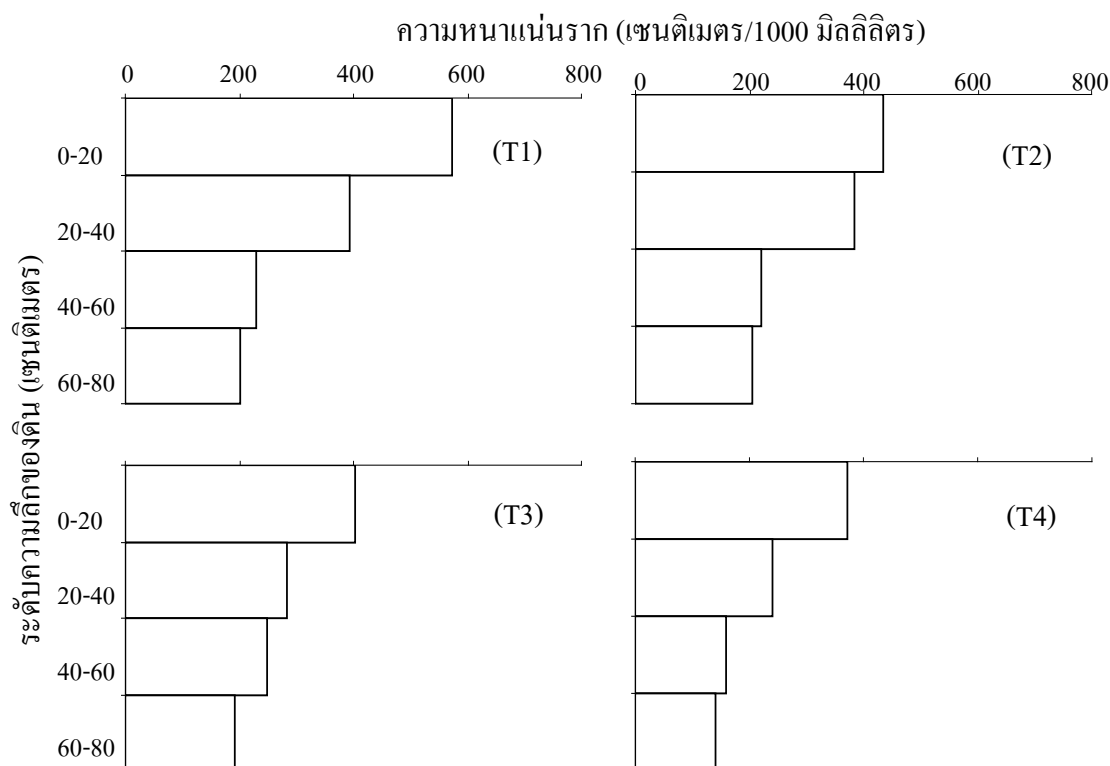 ความหนาแน่นราก (เซนติเมตร/1000 มิลลิลิตร)
0 200 400 600 800
0 200 400 600 800
ระดับความลึกของดิน (เซนติเมตร)
0-20
20-40
40-60
60-80
(T1)
(T2)
0-20
20-40
40-60
60-80
(T3)
(T4)